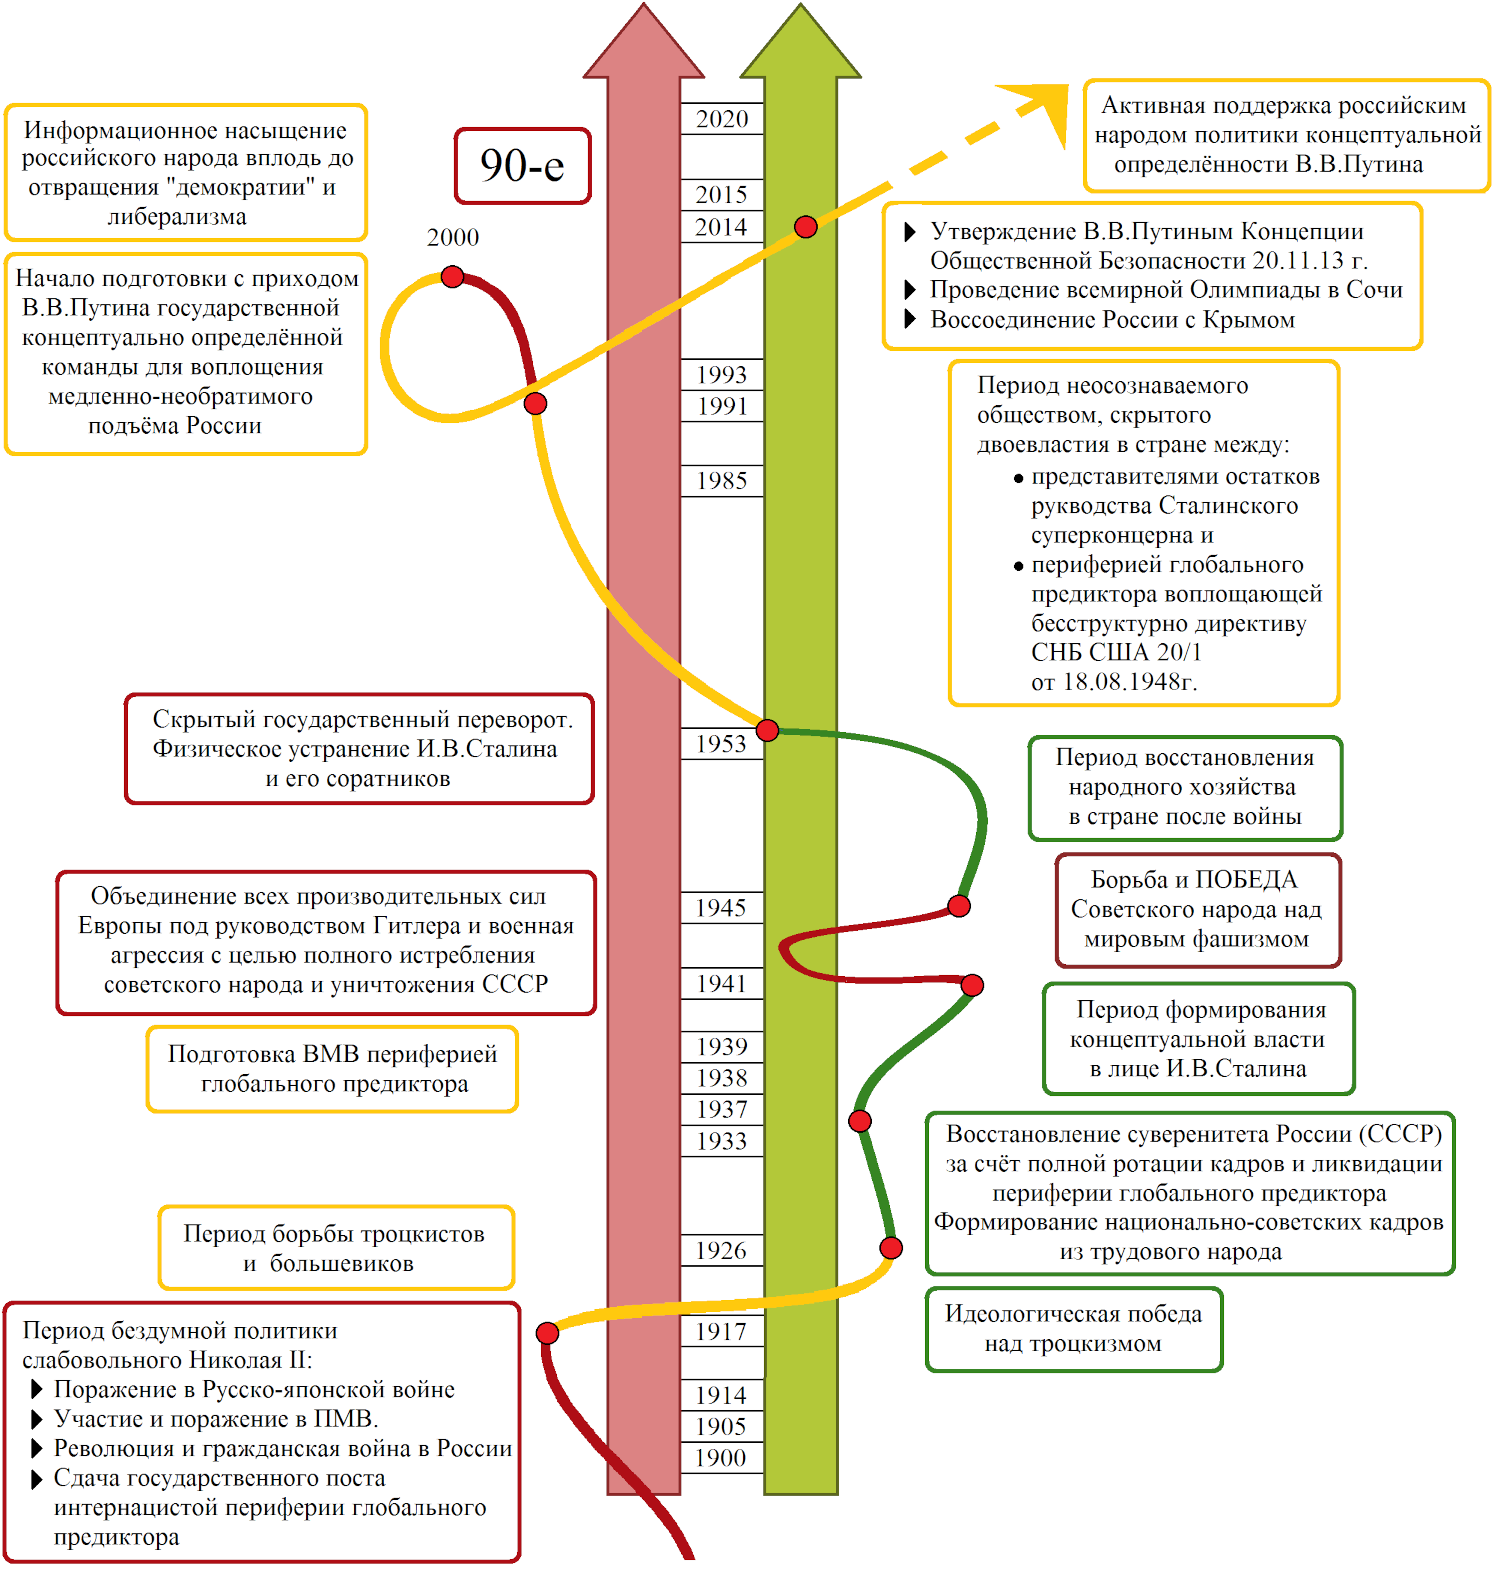 Информационное насыщение
российского народа вплодь до
отвращения "демократии" и
либерализма
90-е
2000
Начало подготовки с приходом
В.В.Путина государственной
концептуально определённой
команды для воплощения
медленно-необратимого
подъёма России
Скрытый государственный переворот.
Физическое устранение И.В.Сталина
и его соратников
Объединение всех производительных сил
Европы под руководством Гитлера и военная
агрессия с целью полного истребления
советского народа и уничтожения СССР
Подготовка ВМВ периферией
глобального предиктора
Период борьбы троцкистов
и большевиков
Период бездумной политики
слабовольного Николая II:
Поражение в Русско-японской войне
Участие и поражение в ПМВ.
Революция и гражданская война в России
Сдача государственного поста
интернацистой периферии глобального
предиктора
2020
2015
2014
1993
1991
1985
1953
1945
1941
1939
1938
1937
1933
1926
1917
1914
1905
1900
Активная поддержка российским
народом политики концептуальной
определённости В.В.Путина
Утверждение В.В.Путиным Концепции
Общественной Безопасности 20.11.13 г.
Проведение всемирной Олимпиады в Сочи
Воссоединение России с Крымом
Период неосознаваемого
обществом, скрытого
двоевластия в стране между:
представителями остатков
рукводства Сталинского
суперконцерна и
периферией глобального
предиктора воплощающей
бесструктурно директиву
СНБ США 20/1
от 18.08.1948г.
Период восстановления
народного хозяйства
в стране после войны
Борьба и ПОБЕДА
Советского народа над
мировым фашизмом
Период формирования
концептуальной власти
в лице И.В.Сталина
Восстановление суверенитета России (СССР)
за счёт полной ротации кадров и ликвидации
периферии глобального предиктора
Формирование национально-советских кадров
из трудового народа
Идеологическая победа
над троцкизмом